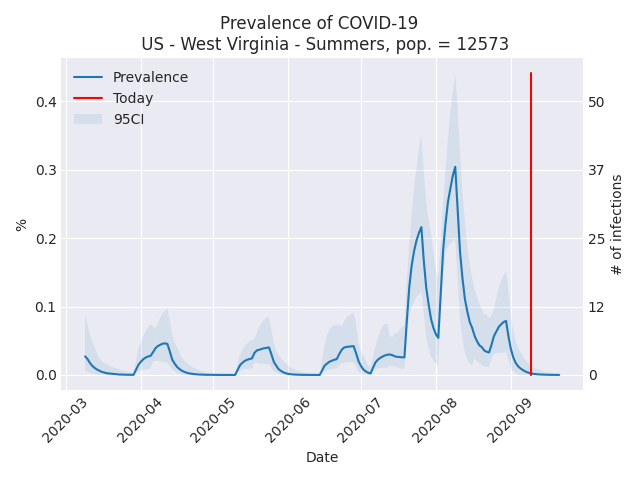 Prevalence of COVID-19
US - West Virginia - Summers, pop. = 12573
Prevalence
Today
95CI
0.4
0.3
0.2
0.1
0.0
%
50
37
25
12
0
# of infections
2020-03
2020-04
2020-05
2020-06
2020-07
2020-08
2020-09
Date